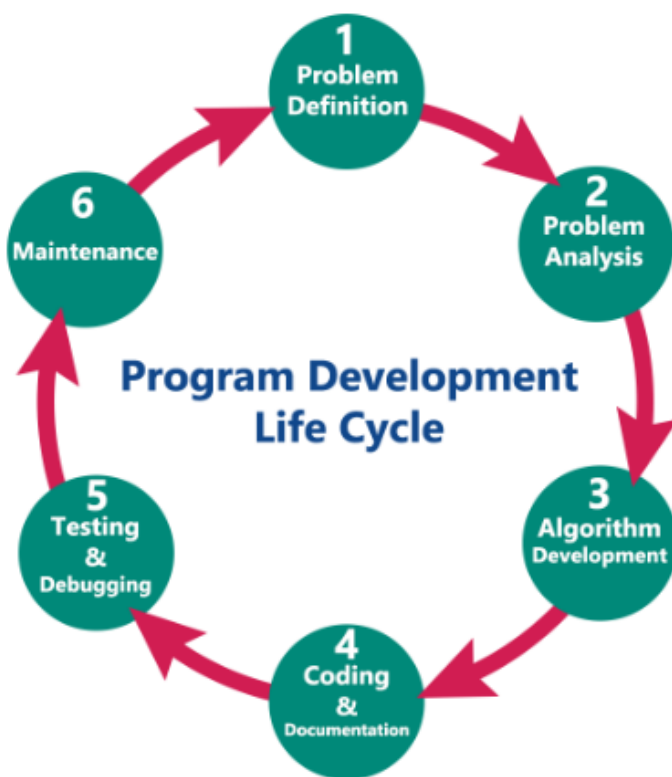 1
Problem
Definition
2
Problem
Analysis
3
Algorithm
Development
4
Coding
&
Documentation
5
Testing
&
Debugging
6
Maintenance
Program Development
Life Cycle